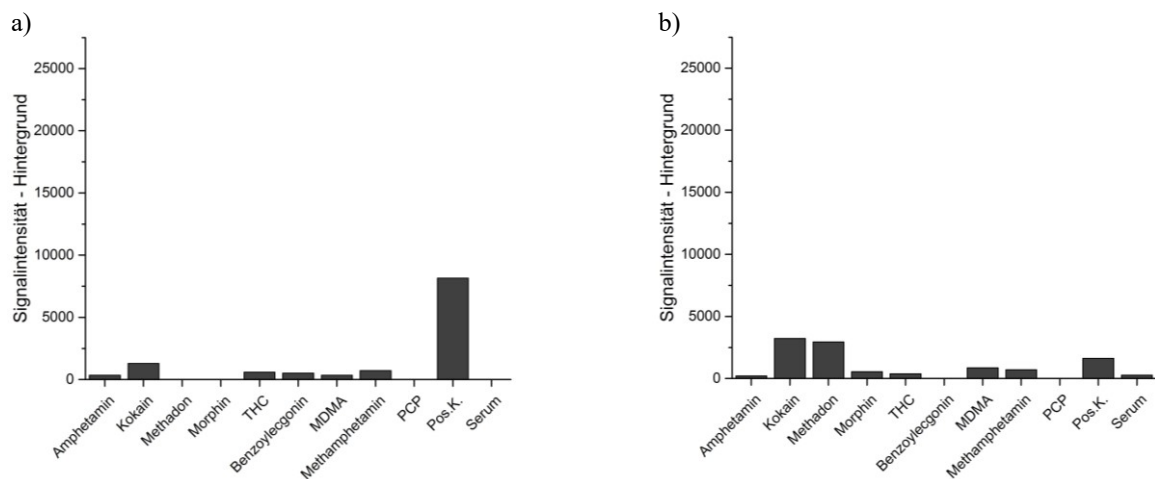 a)
Signalintensität - Hintergrund
25000
20000
15000
10000
5000
0
Amphetamin
Kokain
Methadon
Morphin
THC
Benzoylecgonin
MDMA
Methamphetamin
PCP
Pos.K.
Serum
b)
Signalintensität - Hintergrund
25000
20000
15000
10000
5000
0
Amphetamin
Kokain
Methadon
Morphin
THC
Benzoylecgonin
MDMA
Methamphetamin
PCP
Pos.K.
Serum